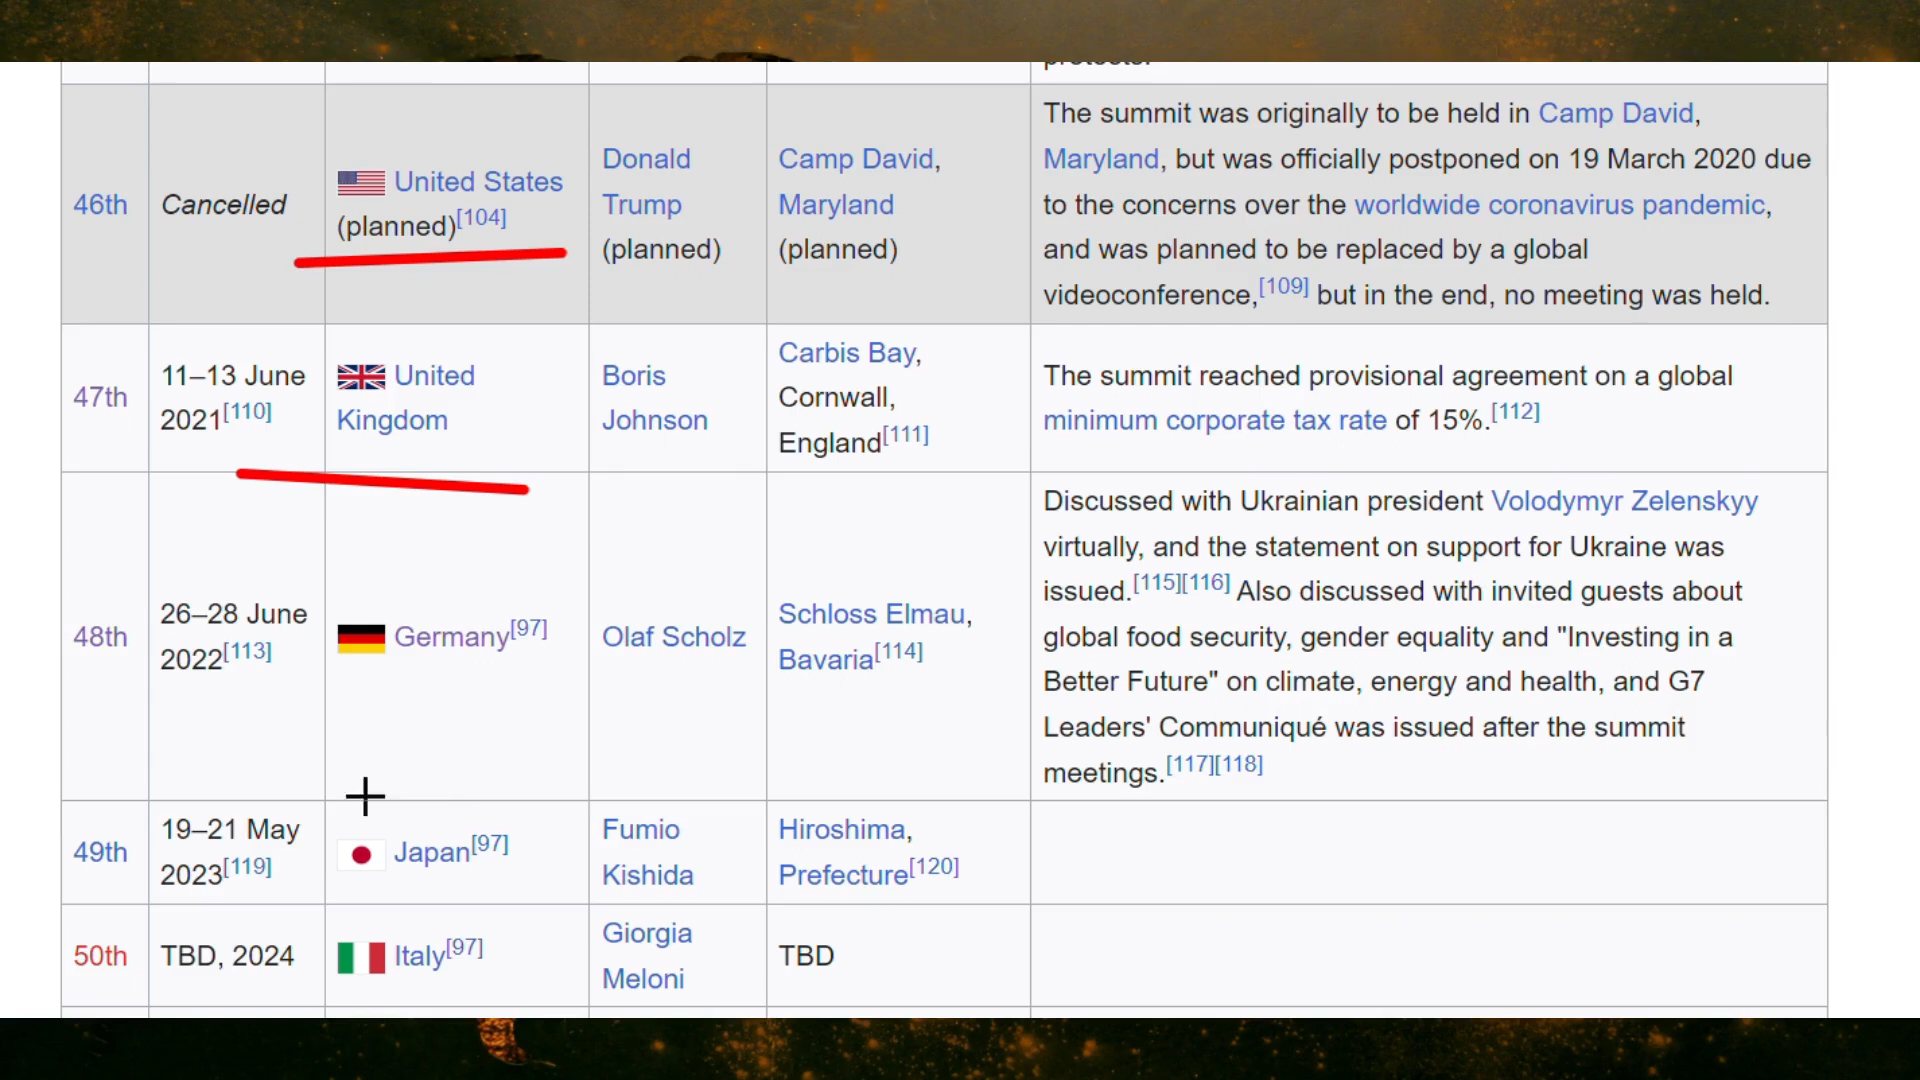 46th
Cancelled
United States
(planned)[104]
Donald
Trump
(planned)
Camp David,
Maryland
(planned)
The summit was originally to be held in Camp David,
Maryland, but was officially postponed on 19 March 2020 due
to the concerns over the worldwide coronavirus pandemic,
and was planned to be replaced by a global
videoconference,[109] but in the end, no meeting was held.
47th
11–13 June
2021[110]
United
Kingdom
Boris
Johnson
Carbis Bay,
Cornwall,
England[111]
The summit reached provisional agreement on a global
minimum corporate tax rate of 15%.[112]
48th
26–28 June
2022[113]
Germany[97]
Olaf Scholz
Schloss Elmau,
Bavaria[114]
Discussed with Ukrainian president Volodymyr Zelenskyy
virtually, and the statement on support for Ukraine was
issued.[115][116] Also discussed with invited guests about
global food security, gender equality and "Investing in a
Better Future" on climate, energy and health, and G7
Leaders' Communiqué was issued after the summit
meetings.[117][118]
49th
19–21 May
2023[119]
Japan[97]
Fumio
Kishida
Hiroshima,
Prefecture[120]
50th
TBD, 2024
Italy[97]
Giorgia
Meloni
TBD